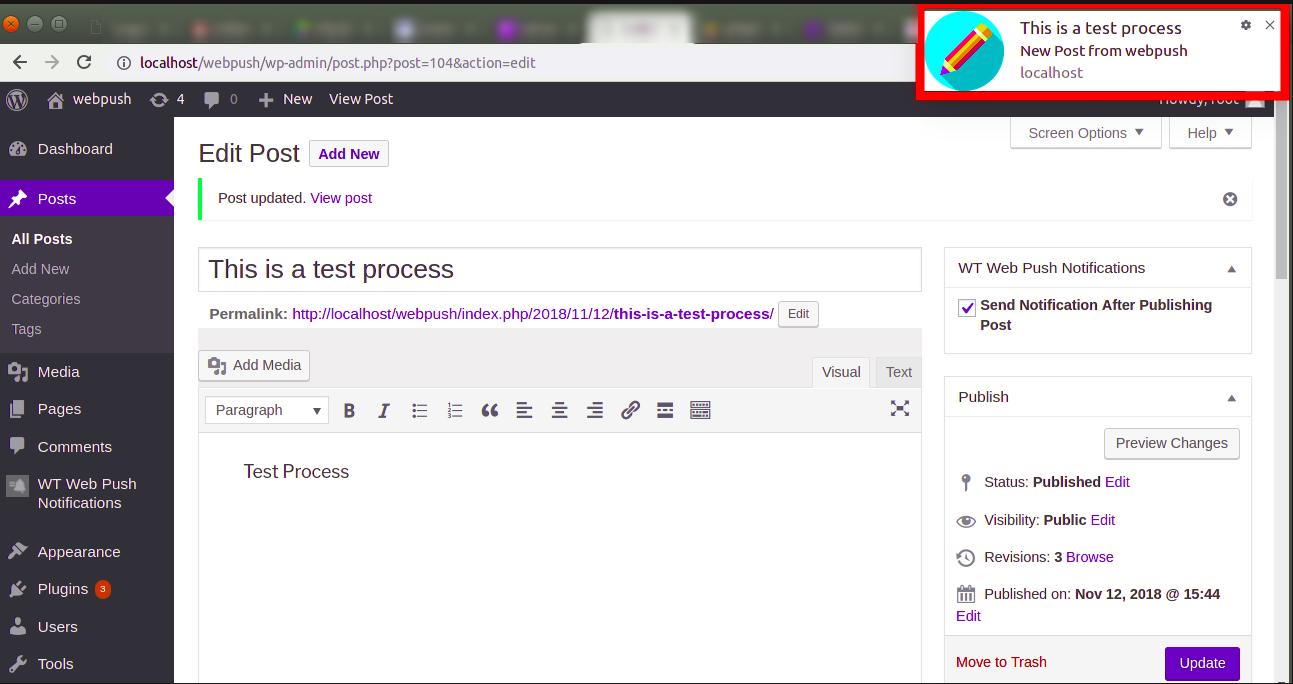 This is a test process
New Post from webpush
localhost
localhost/webpush/wp-admin/post.php?post=104&action=edit
webpush 4 0 New View Post
Howdy, root
Dashboard
Posts
All Posts
Add New
Categories
Tags
Media
Pages
Comments
WT Web Push
Notifications
Appearance
Plugins 3
Users
Tools
Screen Options ▼ Help ▼
Edit Post Add New
Post updated. View post
This is a test process
Permalink: http://localhost/webpush/index.php/2018/11/12/this-is-a-test-process/ Edit
Add Media
Visual Text
Paragraph ▼ B I
Test Process
WT Web Push Notifications ▲
Send Notification After Publishing
Post
Publish ▲
Preview Changes
Status: Published Edit
Visibility: Public Edit
Revisions: 3 Browse
Published on: Nov 12, 2018 @ 15:44
Edit
Move to Trash Update